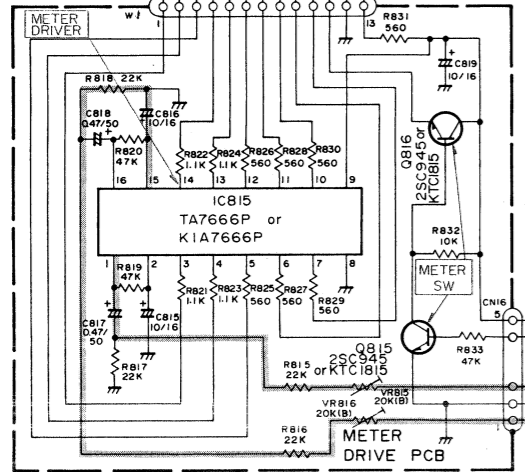 W1
1
13
METER
DRIVER
R831
560
C819
10/16
R818 22K
C818
0.47/50
C816
10/16
R820
47K
R822
1.1K
R824
1.1K
R826
560
R828
560
R830
560
Q816
2SC945 or
KTC1815
16 15 14 13 12 11 10 9
IC815
TA7666P or
KIA7666P
1 2 3 4 5 6 7 8
R832
10K
METER
SW
R819
47K
R821
1.1K
R823
1.1K
R825
560
R827
560
R829
560
CN16
5
C817
0.47/
50
C815
10/16
R817
22K
Q815
2SC945
or KTC1815
R833
47K
R815
22K
VR815
20K(B)
VR816
20K(B)
R816
22K
1
METER
DRIVE PCB